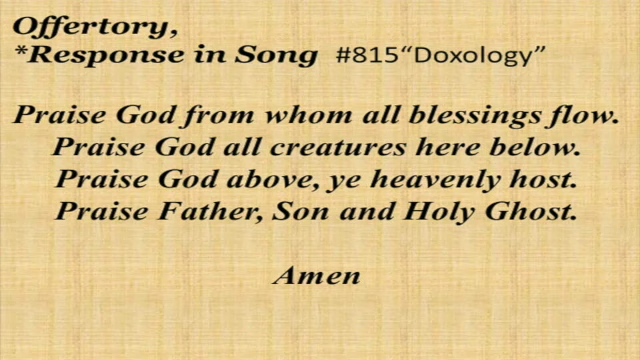 Offertory,
*Response in Song #815“Doxology”
Praise God from whom all blessings flow.
Praise God all creatures here below.
Praise God above, ye heavenly host.
Praise Father, Son and Holy Ghost.
Amen